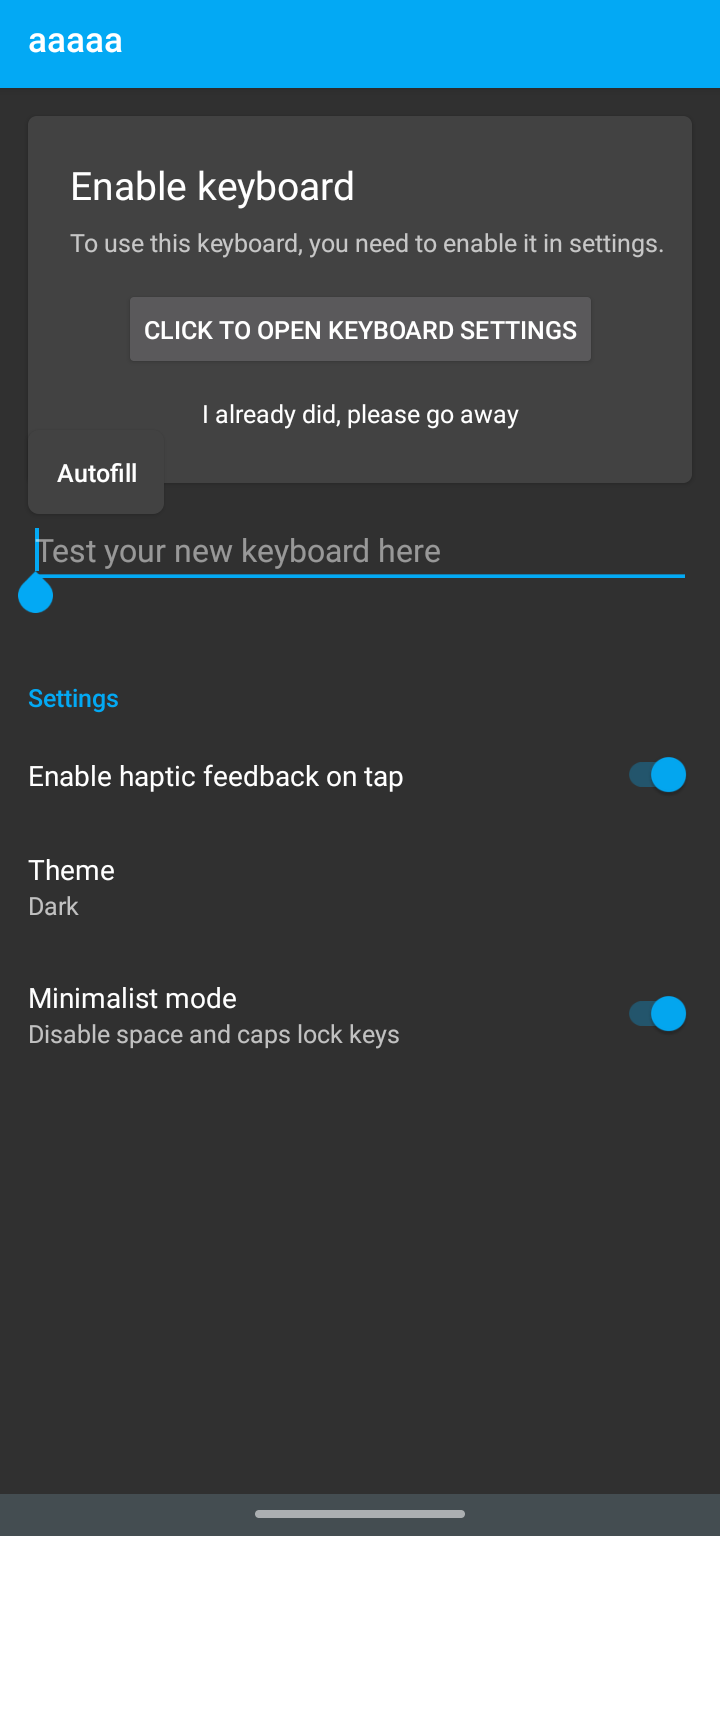 aaaaa
Enable keyboard
To use this keyboard, you need to enable it in settings.
CLICK TO OPEN KEYBOARD SETTINGS
I already did, please go away
Autofill
Test your new keyboard here
Settings
Enable haptic feedback on tap
Theme
Dark
Minimalist mode
Disable space and caps lock keys